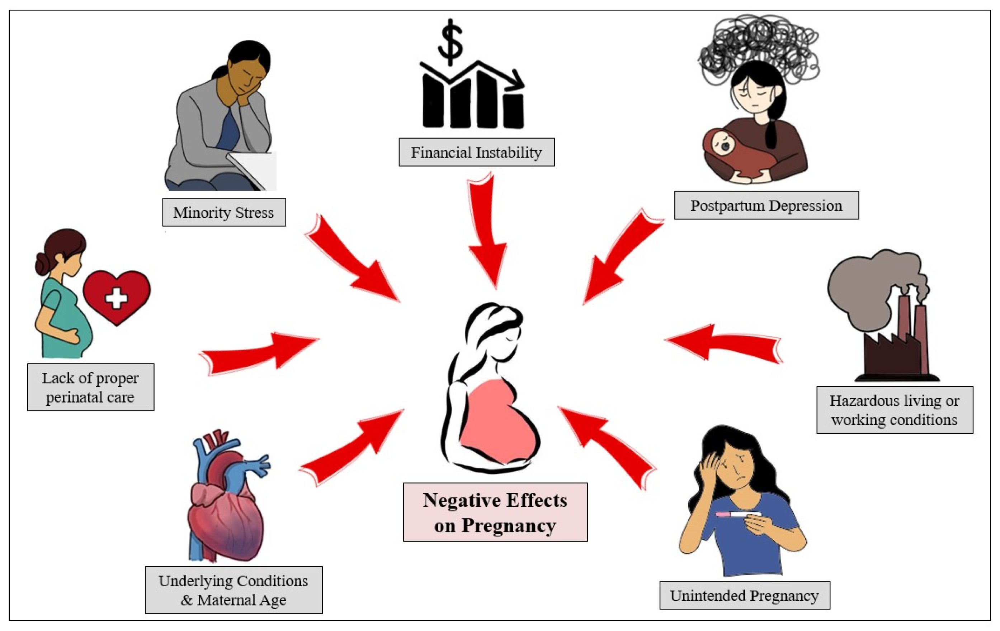 $
Financial Instability
Postpartum Depression
Minority Stress
Lack of proper
perinatal care
Hazardous living or
working conditions
Negative Effects
on Pregnancy
Underlying Conditions
& Maternal Age
Unintended Pregnancy